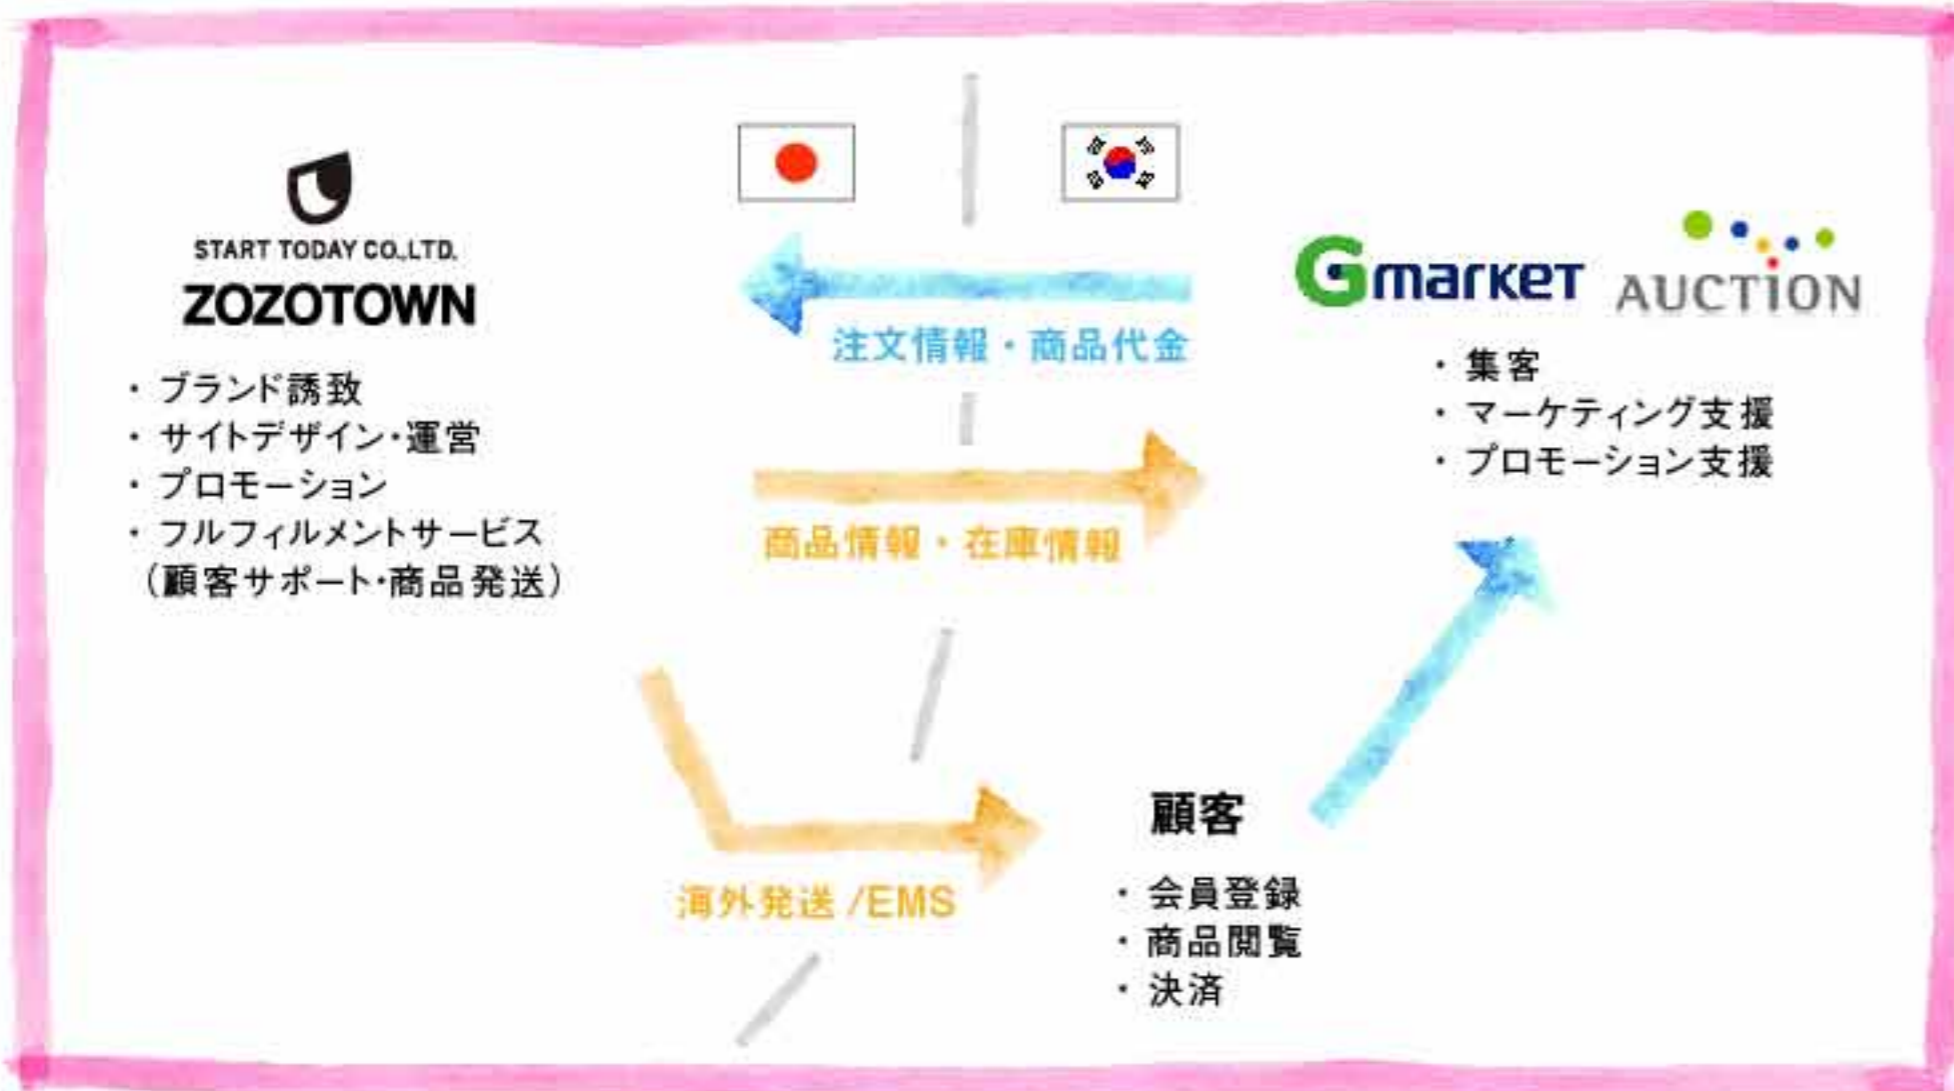 START TODAY CO.,LTD.
ZOZOTOWN
・ブランド誘致
・サイトデザイン・運営
・プロモーション
・フルフィルメントサービス
（顧客サポート・商品発送）
注文情報・商品代金
商品情報・在庫情報
Gmarket
AUCTION
・集客
・マーケティング支援
・プロモーション支援
海外発送 /EMS
顧客
・会員登録
・商品閲覧
・決済